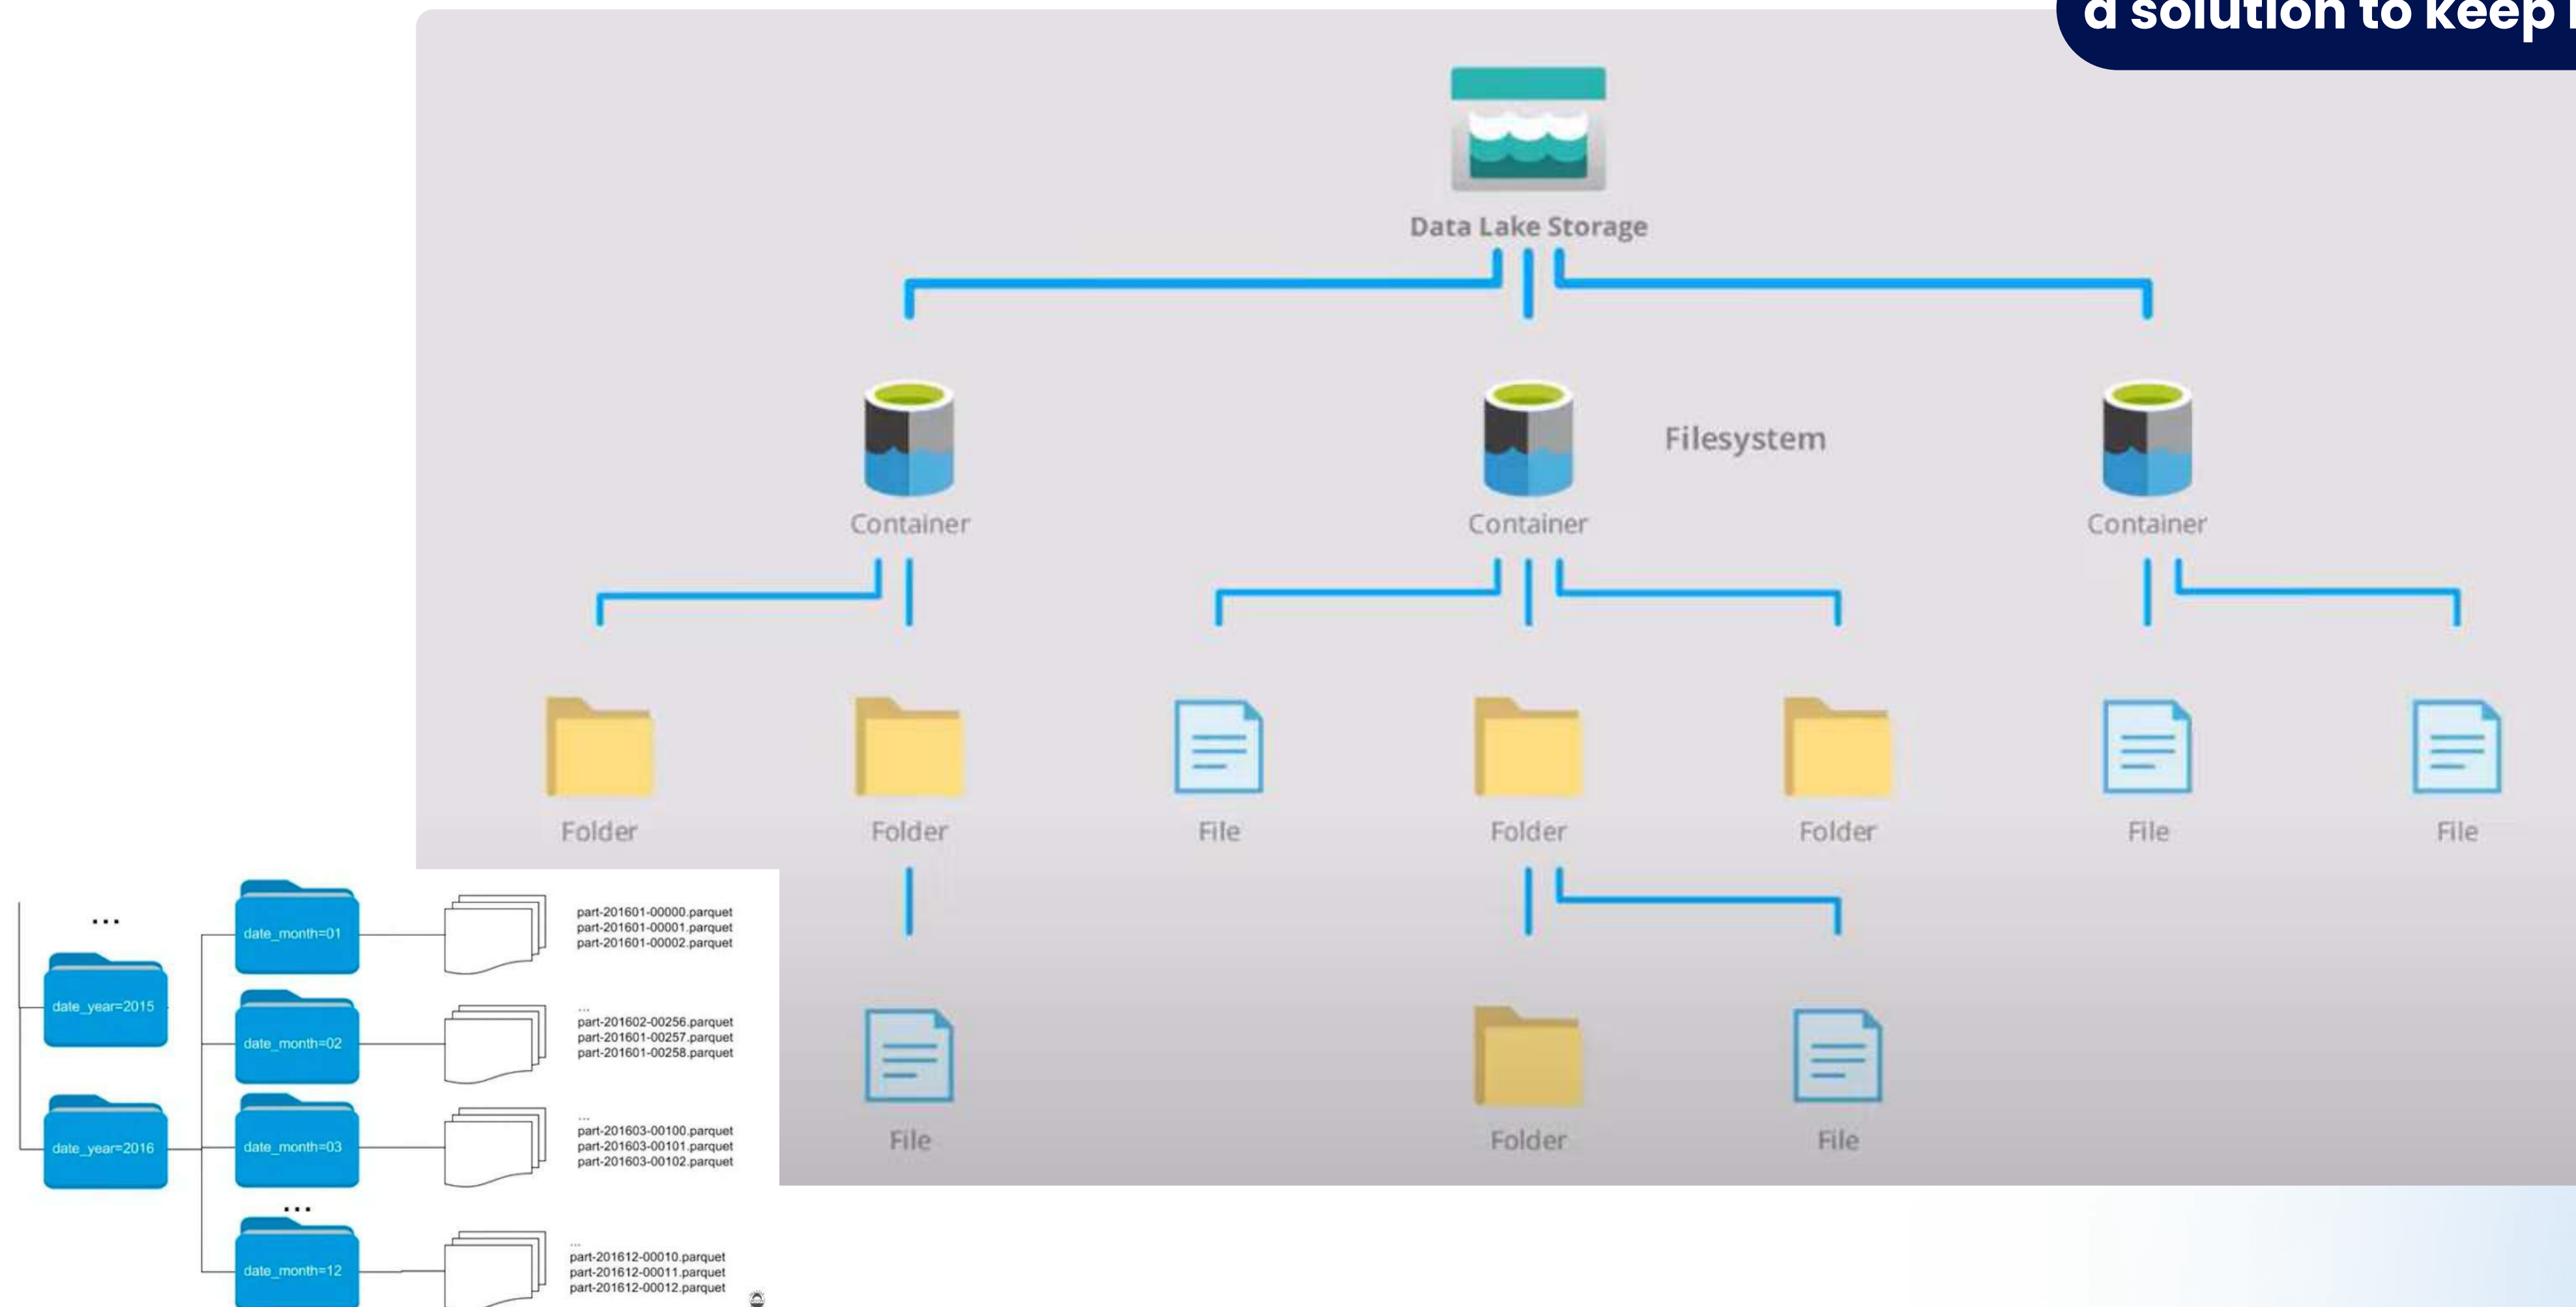 a solution to keep
Data Lake Storage
Filesystem
Container
Container
Container
Folder
Folder
File
Folder
Folder
File
File
File
Folder
File
...
date_year=2015
date_year=2016
date_month=01
date_month=02
date_month=03
...
date_month=12
part-201601-00000.parquet
part-201601-00001.parquet
part-201601-00002.parquet
...
part-201602-00256.parquet
part-201601-00257.parquet
part-201601-00258.parquet
...
part-201603-00100.parquet
part-201603-00101.parquet
part-201603-00102.parquet
...
part-201612-00010.parquet
part-201612-00011.parquet
part-201612-00012.parquet